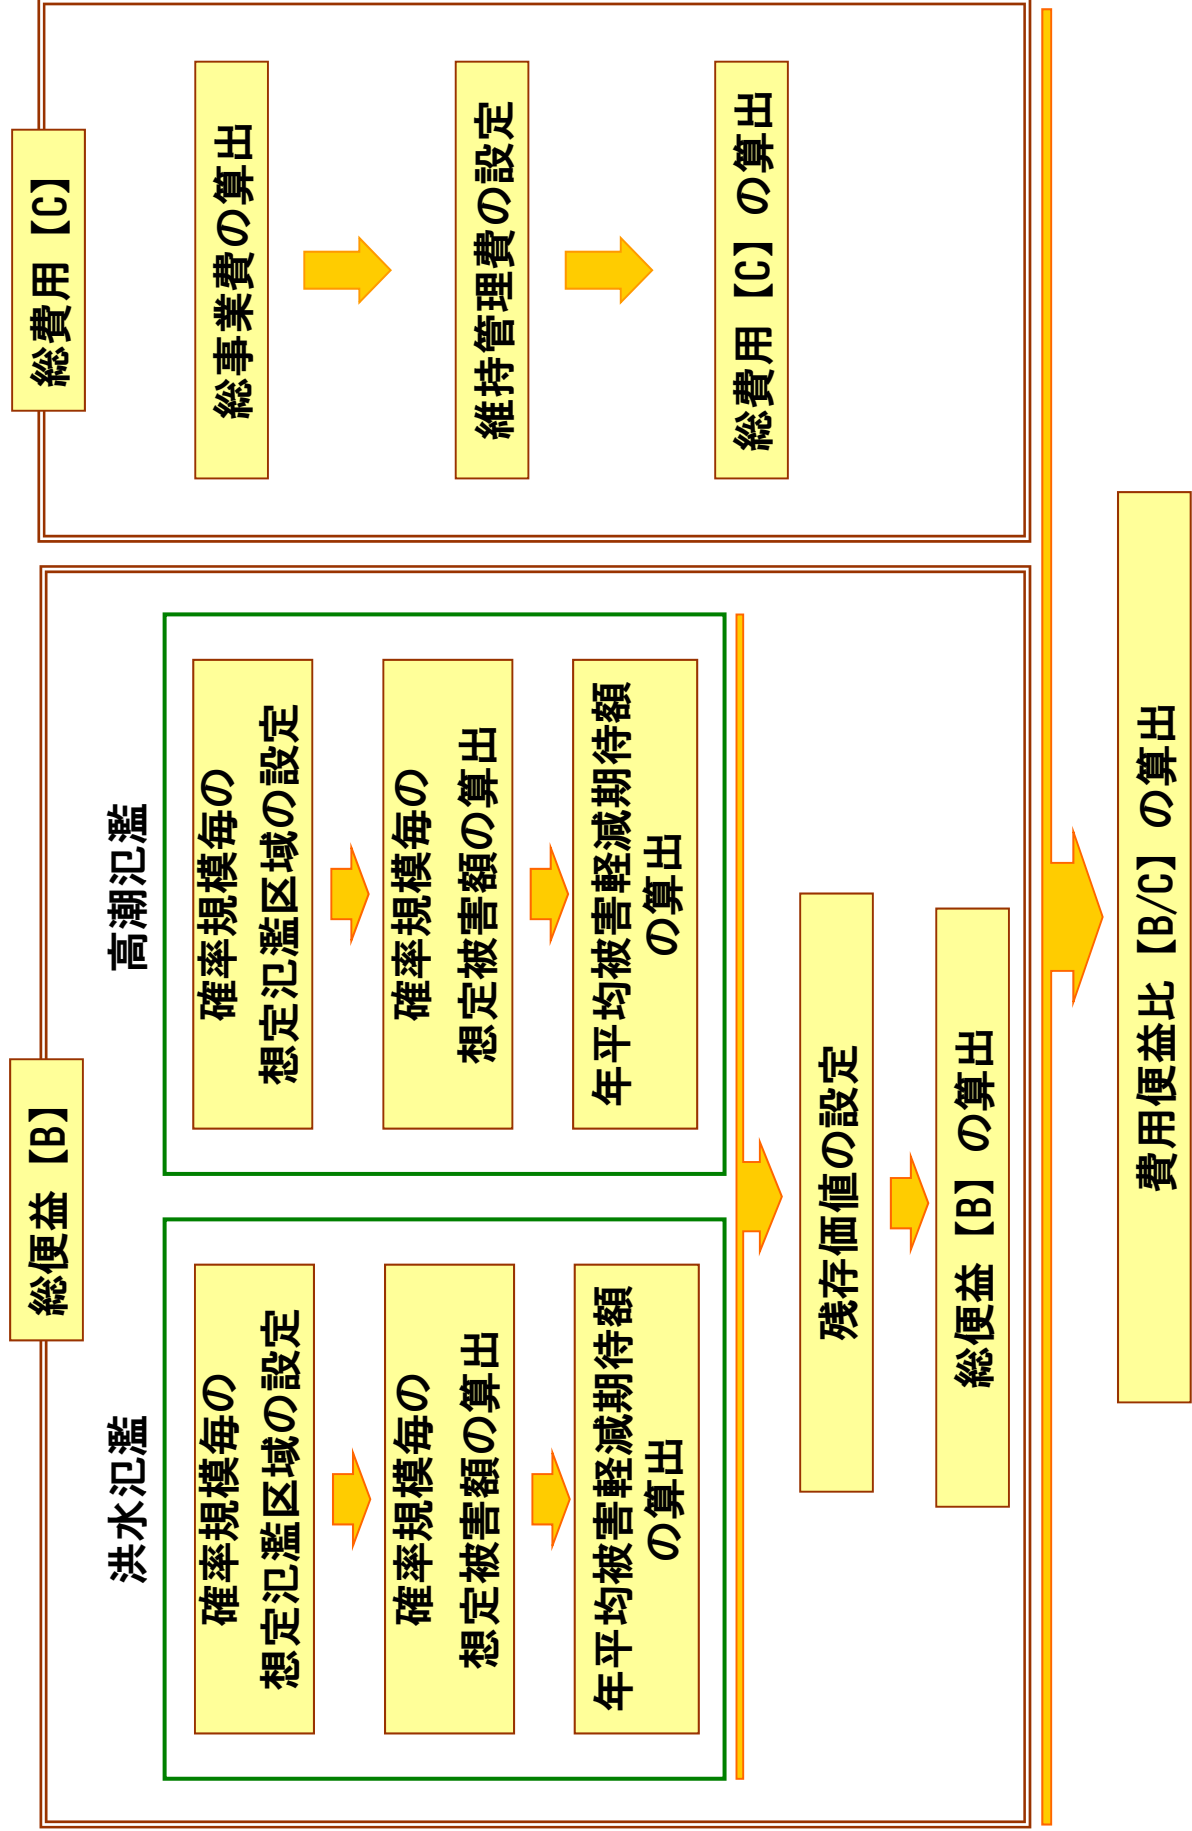 総便益【B】
洪水氾濫
確率規模毎の
想定氾濫区域の設定
確率規模毎の
想定被害額の算出
年平均被害軽減期待額
の算出
高潮氾濫
確率規模毎の
想定氾濫区域の設定
確率規模毎の
想定被害額の算出
年平均被害軽減期待額
の算出
残存価値の設定
総便益【B】の算出
総費用【C】
総事業費の算出
維持管理費の設定
総費用【C】の算出
費用便益比【B/C】の算出